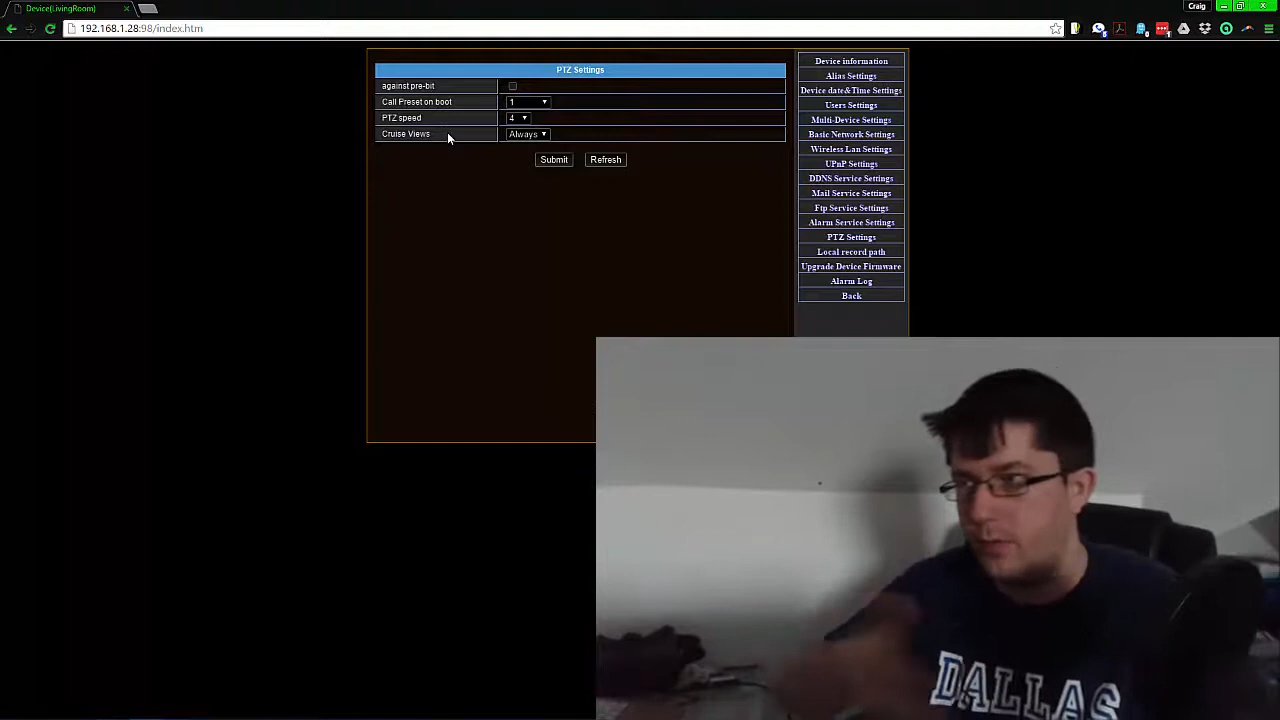 Device(LivingRoom)
Craig
192.168.1.28:98/index.htm
PTZ Settings
against pre-bit
Call Preset on boot 1
PTZ speed 4
Cruise Views Always
Submit Refresh
Device information
Alias Settings
Device date&Time Settings
Users Settings
Multi-Device Settings
Basic Network Settings
Wireless Lan Settings
UPnP Settings
DDNS Service Settings
Mail Service Settings
Ftp Service Settings
Alarm Service Settings
PTZ Settings
Local record path
Upgrade Device Firmware
Alarm Log
Back
DALLAS